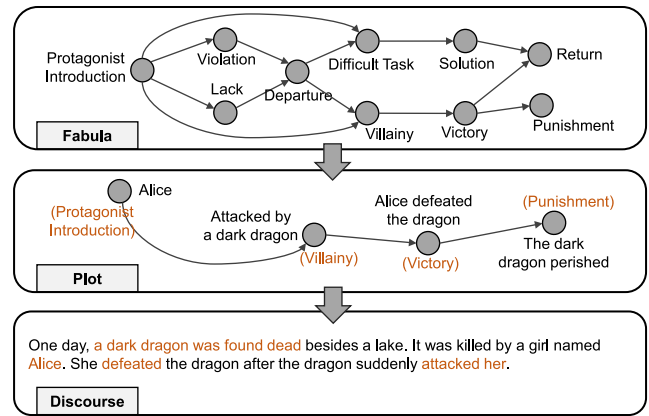 Protagonist
Introduction
Violation
Lack
Departure
Difficult Task
Solution
Return
Villainy
Victory
Punishment
Fabula
Alice
(Protagonist
Introduction)
Attacked by
a dark dragon
(Villainy)
Alice defeated
the dragon
(Victory)
(Punishment)
The dark
dragon perished
Plot
One day, a dark dragon was found dead besides a lake. It was killed by a girl named
Alice. She defeated the dragon after the dragon suddenly attacked her.
Discourse